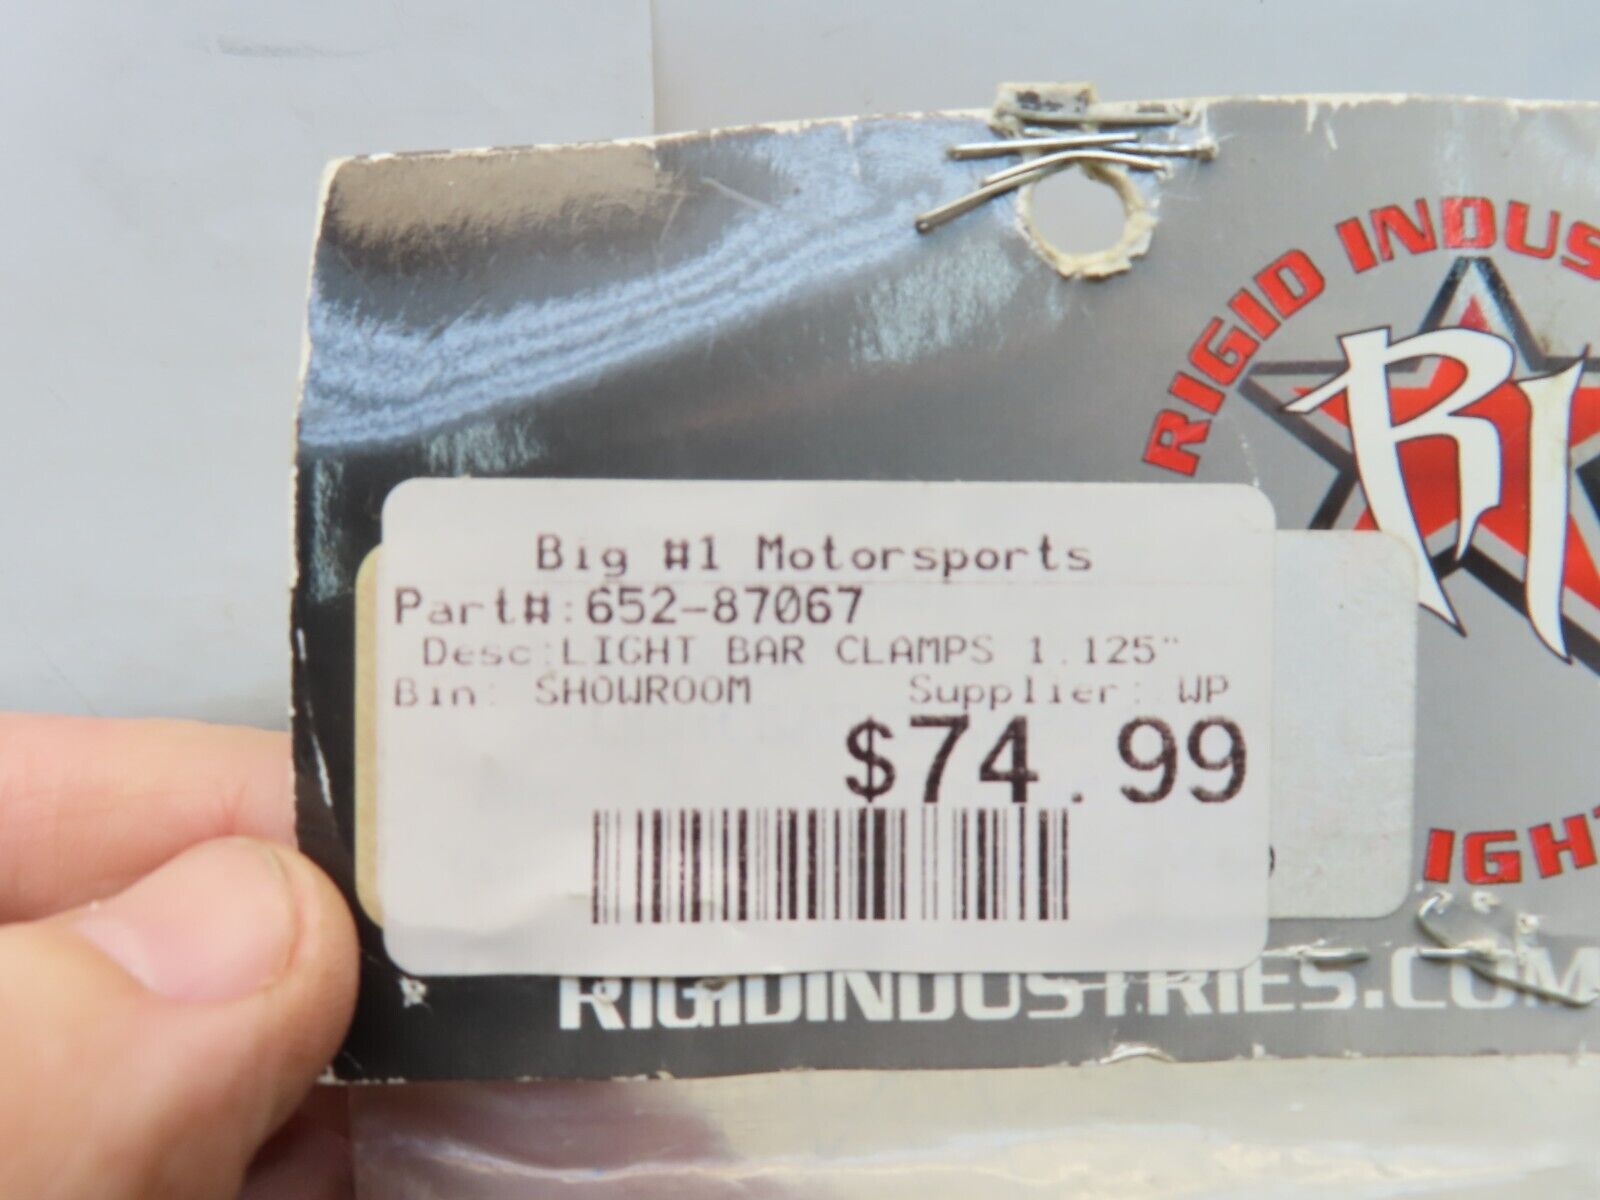 RIGID INDUS
RI
IGHT
Big #1 Motorsports
Part#:652-87067
Desc:LIGHT BAR CLAMPS 1.125"
Bin: SHOWROOM Supplier: WP
$74.99
RIGIDINDUSTRIES.COM